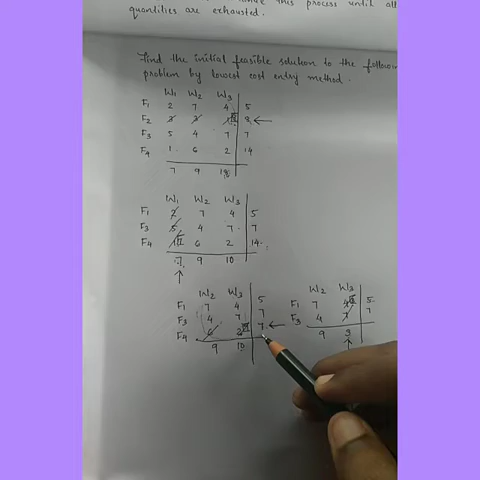 this process until all
quantities are exhausted.
Find the initial feasible solution to the following
problem by lowest cost entry method.
W1 W2 W3
F1 2 7 4 5
F2 3 3 1 8
F3 5 4 7 7
F4 1 6 2 14
7 9 18
W1 W2 W3
F1 2 7 4 5
F3 5 4 7 7
F4 1 6 2 14
7 9 10
W2 W3
F1 7 4 5
F3 4 7 7
F4 6 2 7
9 10
W2 W3
F1 7 4 5
F3 4 7 7
9 3